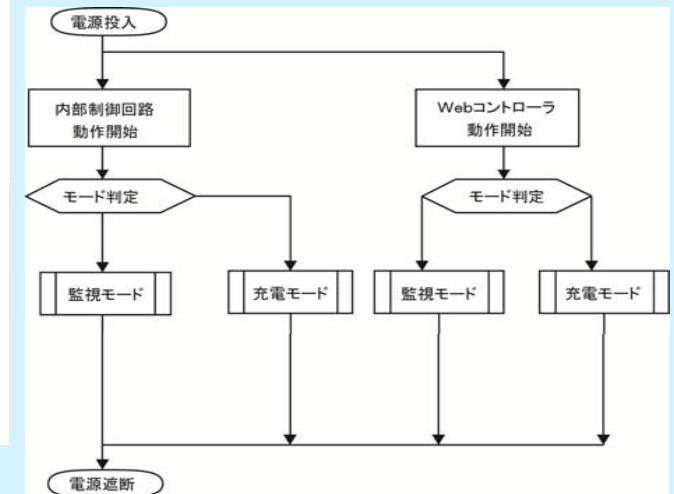 電源投入
内部制御回路
動作開始
Webコントローラ
動作開始
モード判定
モード判定
監視モード
充電モード
監視モード
充電モード
電源遮断